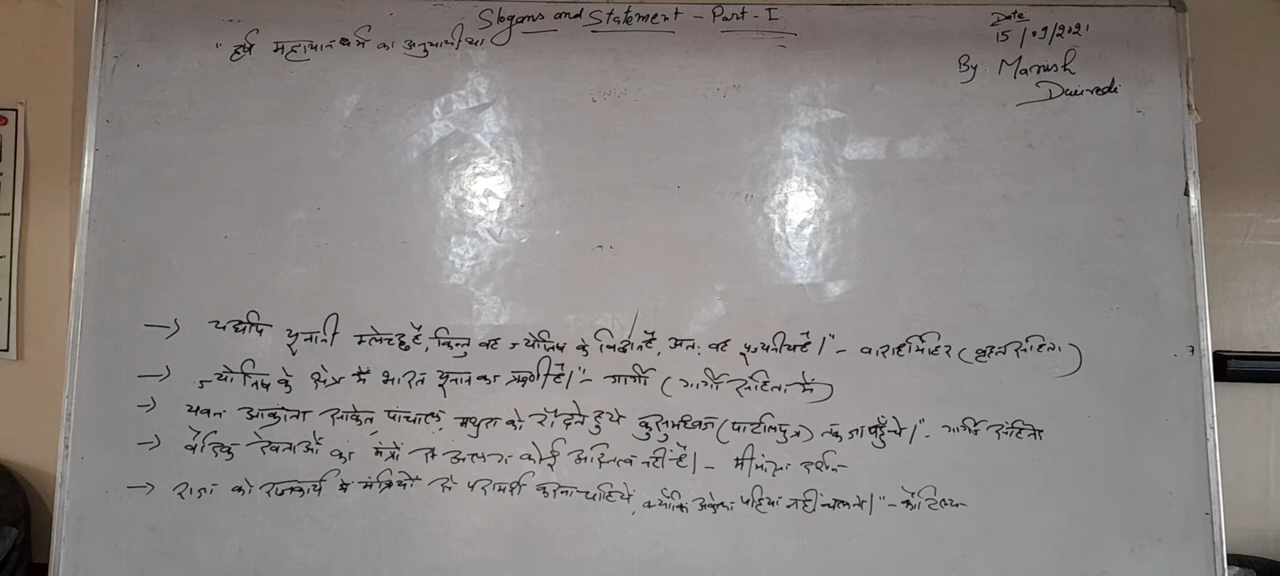 Slogans and Statement - Part - I
Date
15/09/2021
By Manish
Dwivedi
" हर्ष महायान धर्म का अनुयायी था
→ यद्यपि यूनानी म्लेच्छ हैं, किन्तु वह ज्योतिष के विद्वान हैं, अतः वह पूज्यनीय हैं।" - वाराहमिहिर (वृहत संहिता)
→ ज्योतिष के क्षेत्र में भारत यूनान का ऋणी है।" - गार्गी (गार्गी संहिता में)
→ यवन आक्रांता साकेत, पांचाल, मथुरा को रौंदते हुये कुसुमध्वज (पाटलिपुत्र) तक जा पहुँचे।" - गार्गी संहिता
→ वैदिक देवताओं का मंत्रों से अलग कोई अस्तित्व नहीं है। - मीमांसा दर्शन
→ राजा को राजकार्य में मंत्रियों से परामर्श करना चाहिये, क्योंकि अकेला पहिया नहीं चलता।" - कौटिल्य